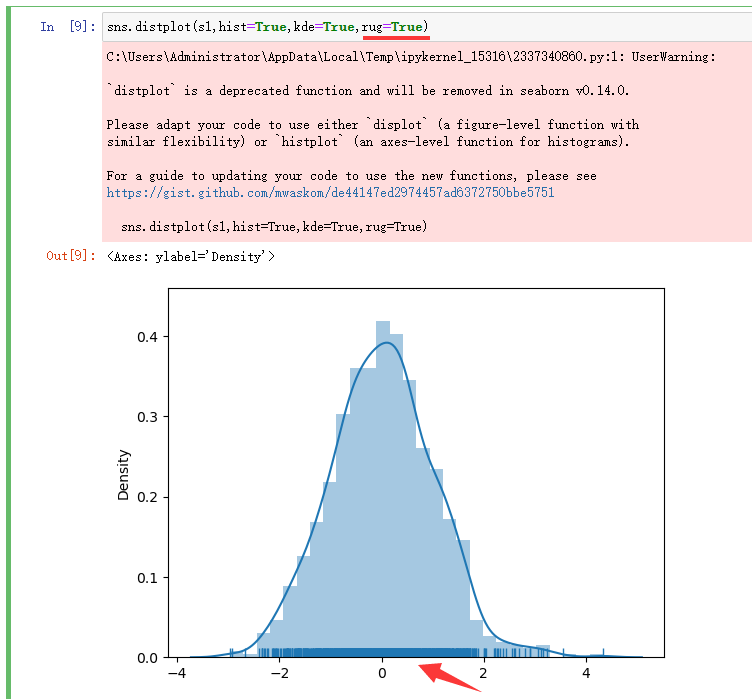 In [9]: sns.distplot(s1,hist=True,kde=True,rug=True)
C:\Users\Administrator\AppData\Local\Temp\ipykernel_15316\2337340860.py:1: UserWarning:
`distplot` is a deprecated function and will be removed in seaborn v0.14.0.
Please adapt your code to use either `displot` (a figure-level function with
similar flexibility) or `histplot` (an axes-level function for histograms).
For a guide to updating your code to use the new functions, please see
https://gist.github.com/mwaskom/de44147ed2974457ad6372750bbe5751
sns.distplot(s1,hist=True,kde=True,rug=True)
Out[9]: <Axes: ylabel='Density'>
0.4
0.3
0.2
0.1
0.0
Density
−4 −2 0 2 4